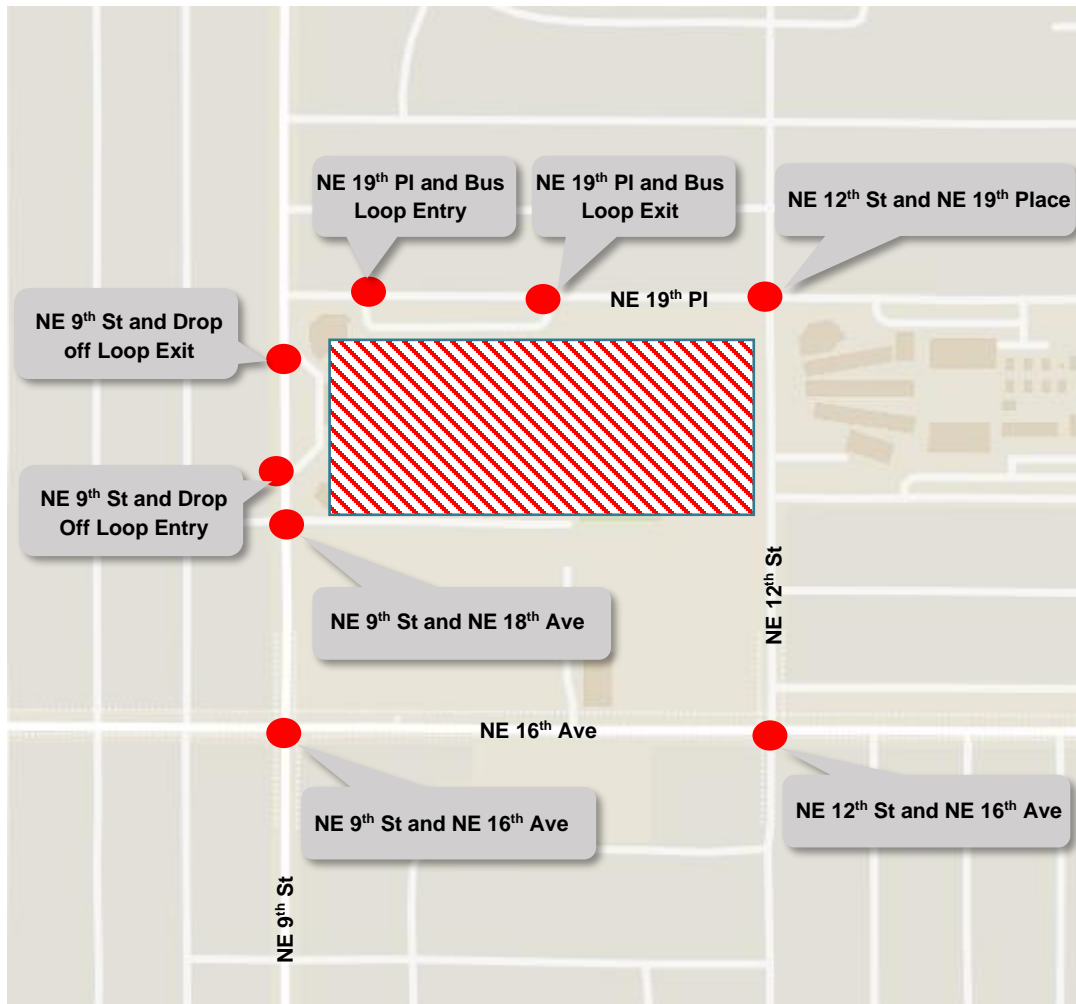 NE 19th Pl and Bus
Loop Entry
NE 19th Pl and Bus
Loop Exit
NE 12th St and NE 19th Place
NE 19th Pl
NE 9th St and Drop
off Loop Exit
NE 9th St and Drop
Off Loop Entry
NE 12th St
NE 9th St and NE 18th Ave
NE 16th Ave
NE 9th St and NE 16th Ave
NE 12th St and NE 16th Ave
NE 9th St